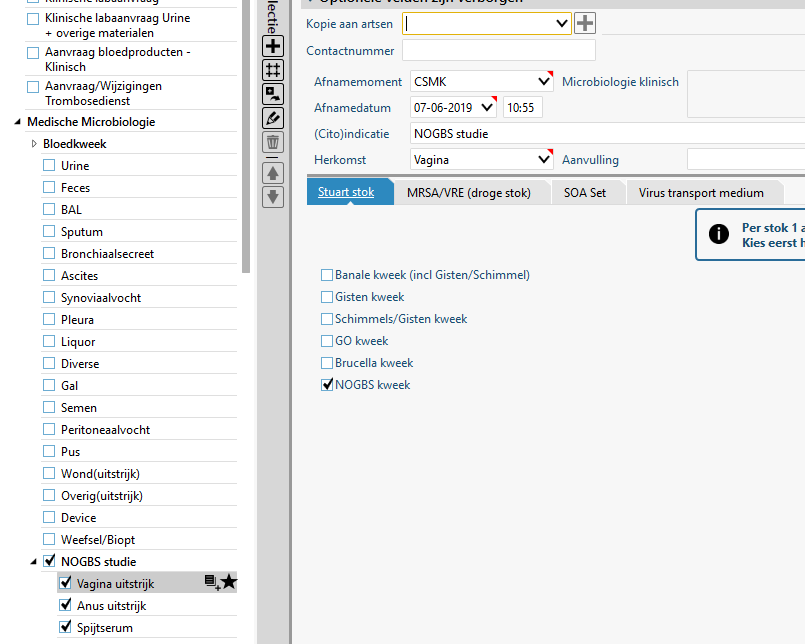 Klinische labaanvraag
Klinische labaanvraag Urine
+ overige materialen
Aanvraag bloedproducten -
Klinisch
Aanvraag/Wijzigingen
Trombosedienst
Medische Microbiologie
Bloedkweek
Urine
Feces
BAL
Sputum
Bronchiaalsecreet
Ascites
Synoviaalvocht
Pleura
Liquor
Diverse
Gal
Semen
Peritoneaalvocht
Pus
Wond(uitstrijk)
Overig(uitstrijk)
Device
Weefsel/Biopt
NOGBS studie
Vagina uitstrijk
Anus uitstrijk
Spijtserum
lectie
Optionele velden zijn verborgen
Kopie aan artsen
Contactnummer
Afnamemoment CSMK Microbiologie klinisch
Afnamedatum 07-06-2019 10:55
(Cito)indicatie NOGBS studie
Herkomst Vagina Aanvulling
Stuart stok MRSA/VRE (droge stok) SOA Set Virus transport medium
Per stok 1 a
Kies eerst h
Banale kweek (incl Gisten/Schimmel)
Gisten kweek
Schimmels/Gisten kweek
GO kweek
Brucella kweek
NOGBS kweek